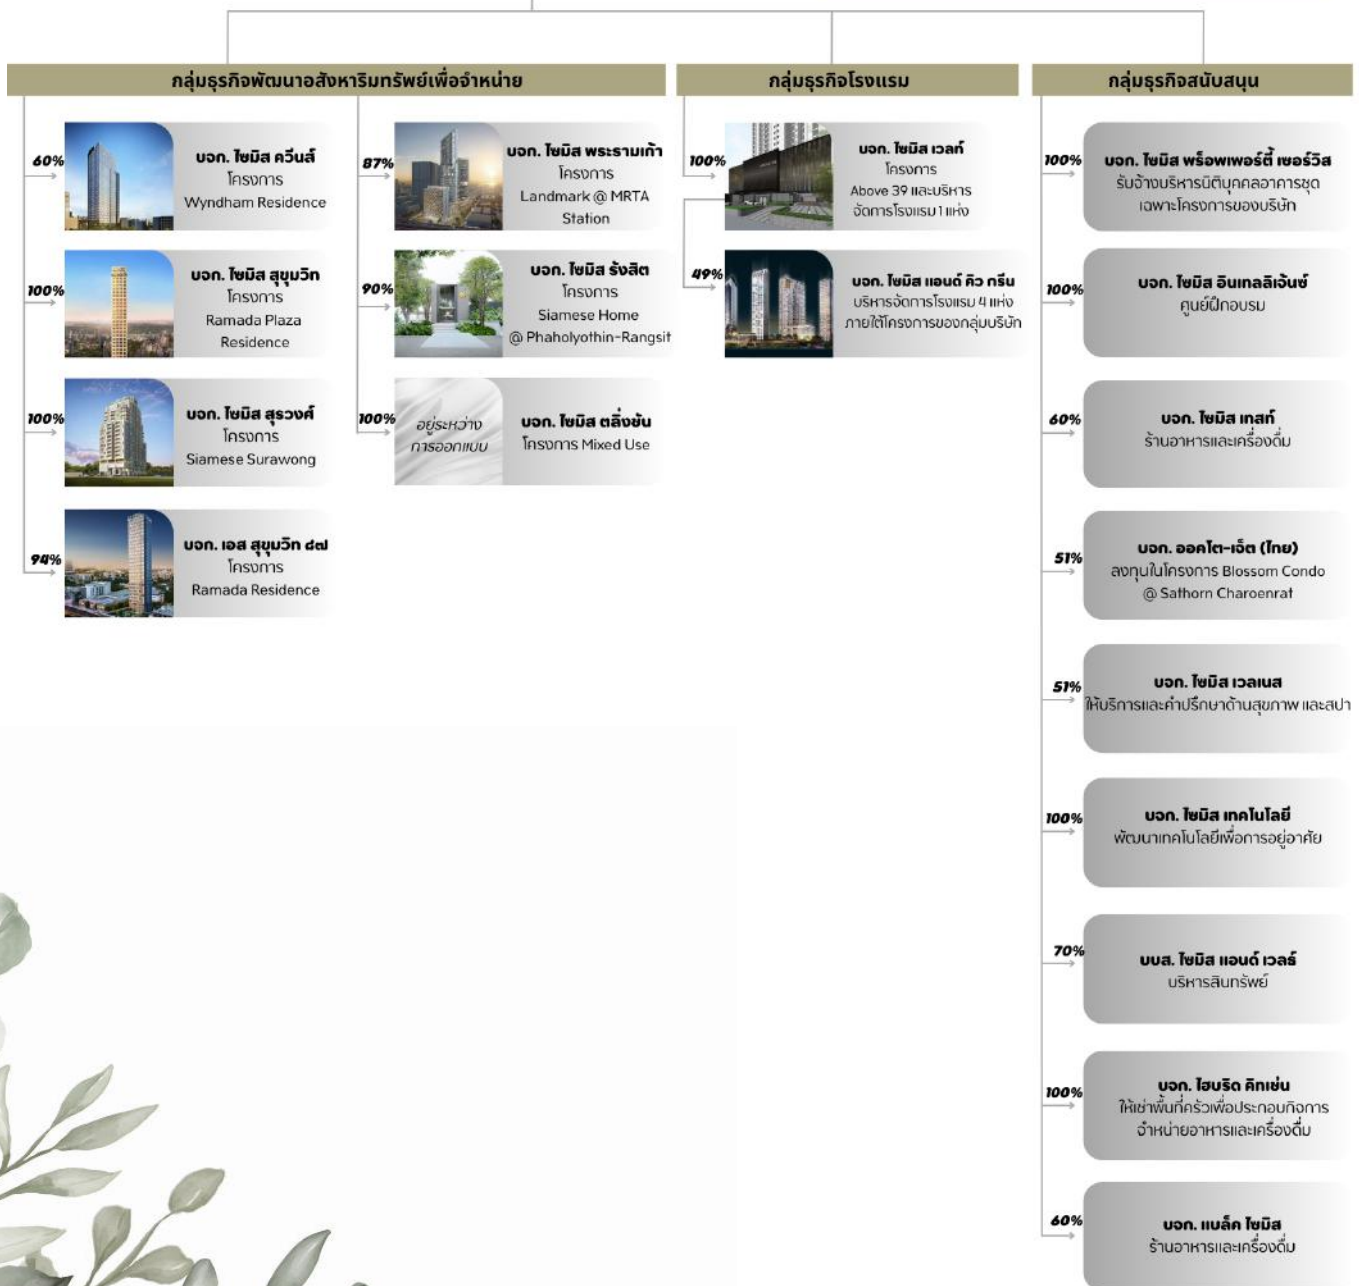 กลุ่มธุรกิจพัฒนาอสังหาริมทรัพย์เพื่อจำหน่าย
60%
บจก. ไซมิส ควีนส์
โครงการ
Wyndham Residence
100%
บจก. ไซมิส สุขุมวิท
โครงการ
Ramada Plaza
Residence
100%
บจก. ไซมิส สุรวงศ์
โครงการ
Siamese Surawong
94%
บจก. เอส สุขุมวิท ๔๗
โครงการ
Ramada Residence
87%
บจก. ไซมิส พระรามเก้า
โครงการ
Landmark @ MRTA
Station
90%
บจก. ไซมิส รังสิต
โครงการ
Siamese Home
@ Phaholyothin-Rangsit
100%
อยู่ระหว่าง
การออกแบบ
บจก. ไซมิส ตลิ่งชัน
โครงการ Mixed Use
กลุ่มธุรกิจโรงแรม
100%
บจก. ไซมิส เวลท์
โครงการ
Above 39 และบริหาร
จัดการโรงแรม 1 แห่ง
49%
บจก. ไซมิส แอนด์ คิว กรีน
บริหารจัดการโรงแรม 4 แห่ง
ภายใต้โครงการของกลุ่มบริษัท
กลุ่มธุรกิจสนับสนุน
100%
บจก. ไซมิส พร็อพเพอร์ตี้ เซอร์วิส
รับจ้างบริหารนิติบุคคลอาคารชุด
เฉพาะโครงการของบริษัท
100%
บจก. ไซมิส อินเทลลิเจ้นซ์
ศูนย์ฝึกอบรม
60%
บจก. ไซมิส เทสท์
ร้านอาหารและเครื่องดื่ม
51%
บจก. ออคโต-เจ็ต (ไทย)
ลงทุนในโครงการ Blossom Condo
@ Sathorn Charoenrat
51%
บจก. ไซมิส เวลเนส
ให้บริการและคำปรึกษาด้านสุขภาพ และสปา
100%
บจก. ไซมิส เทคโนโลยี
พัฒนาเทคโนโลยีเพื่อการอยู่อาศัย
70%
บบส. ไซมิส แอนด์ เวลธ์
บริหารสินทรัพย์
100%
บจก. ไฮบริด คิทเช่น
ให้เช่าพื้นที่ครัวเพื่อประกอบกิจการ
จำหน่ายอาหารและเครื่องดื่ม
60%
บจก. แบล็ค ไซมิส
ร้านอาหารและเครื่องดื่ม